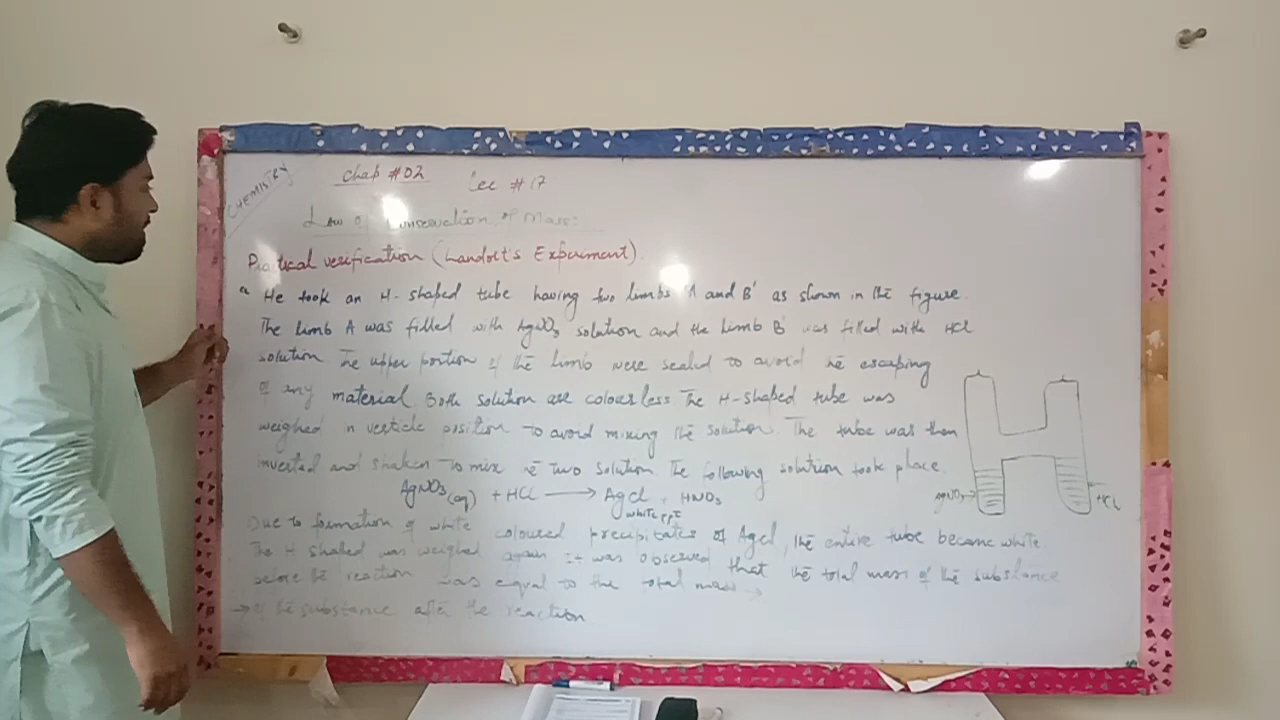 CHEMISTRY
Chap #02
Lec #17
Law of Conservation of Mass:
Practical verification (Landolt's Experiment).
He took an H-shaped tube having two limbs 'A and B' as shown in the figure.
The limb A was filled with AgNO3 solution and the limb B was filled with HCl
solution The upper portion of the limb were sealed to avoid the escaping
of any material. Both solution are colourless The H-shaped tube was
weighed in verticle position to avoid mixing the solution. The tube was then
inverted and shaken to mix the two solution. The following solution took place.
AgNO3(aq) + HCl → AgCl + HNO3
white ppt
AgNO3→
HCl
Due to formation of white coloured precipitates of AgCl, the entire tube became white.
The H shaped was weighed again It was observed that the total mass of the substance
before the reaction was equal to the total mass →
→ of the substance after the reaction